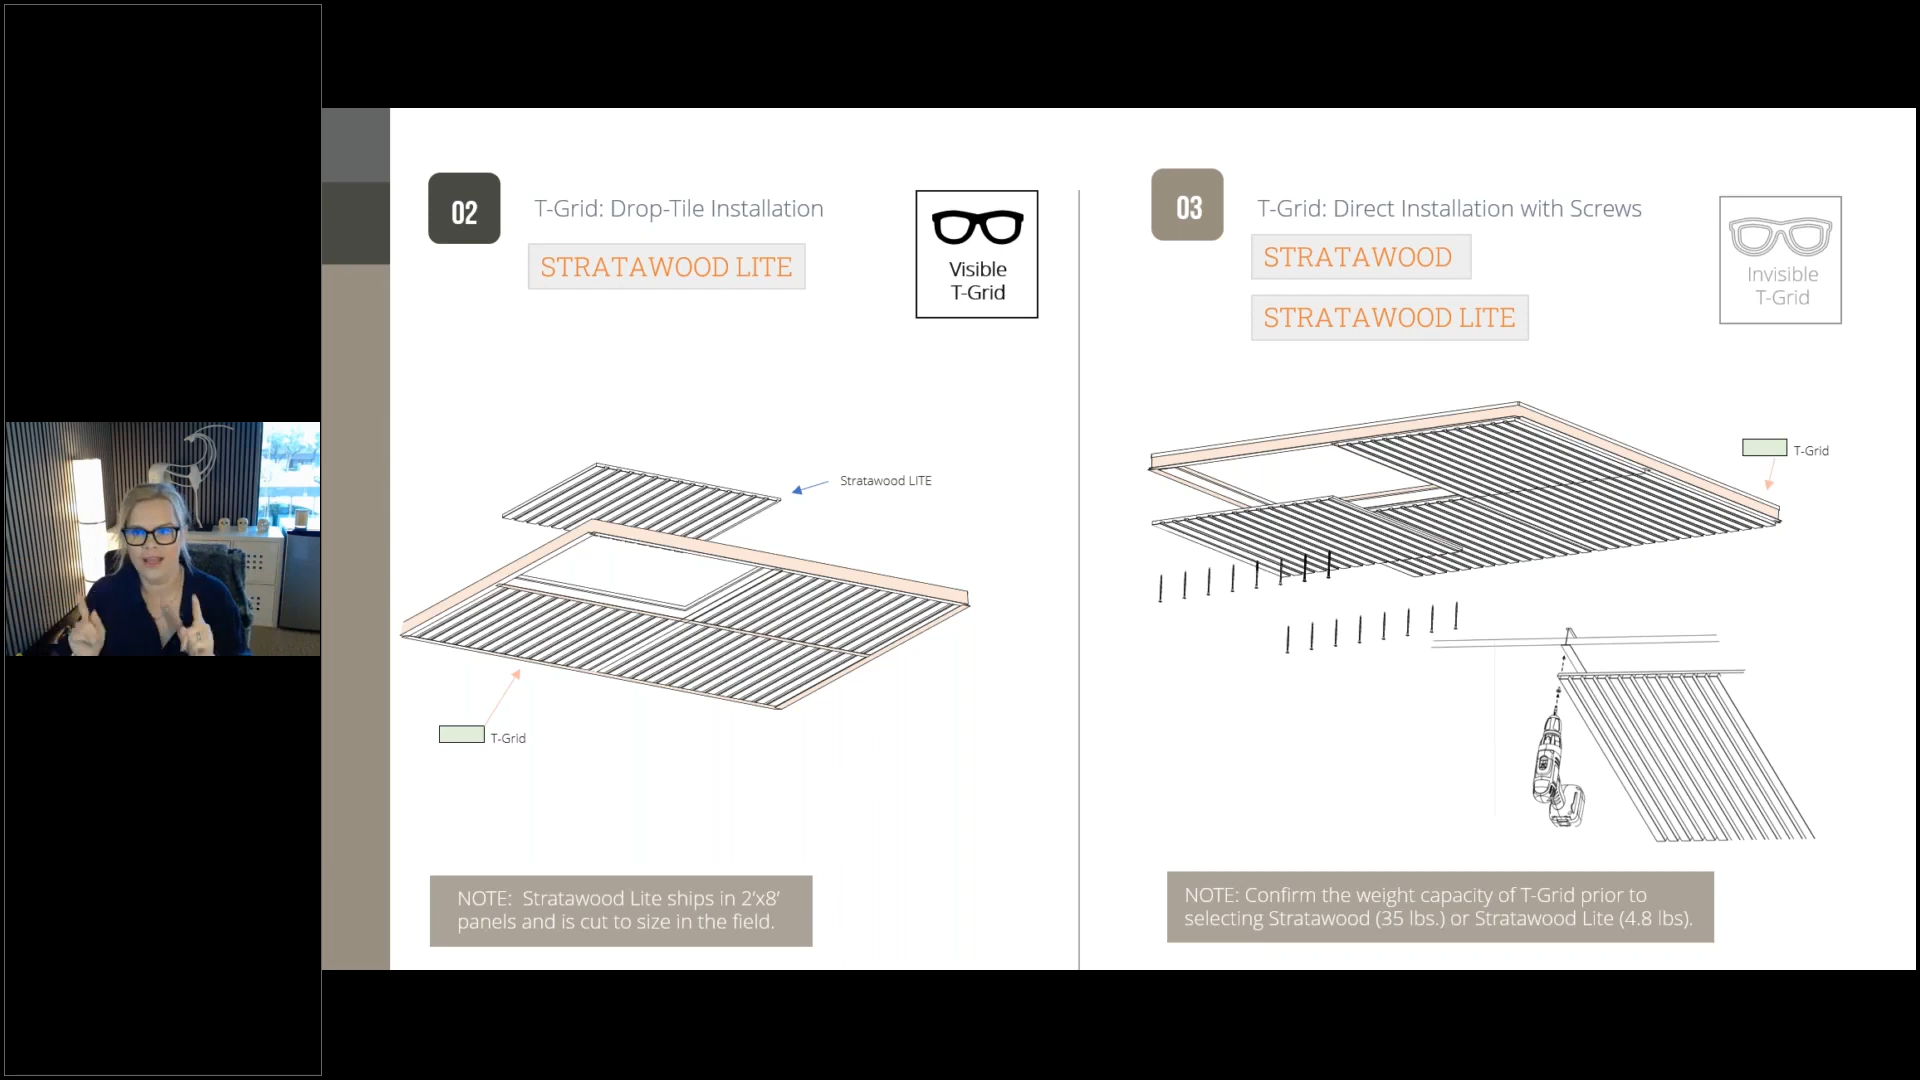 02
T-Grid: Drop-Tile Installation
STRATAWOOD LITE
Visible
T-Grid
Stratawood LITE
T-Grid
NOTE: Stratawood Lite ships in 2'x8'
panels and is cut to size in the field.
03
T-Grid: Direct Installation with Screws
STRATAWOOD
STRATAWOOD LITE
Invisible
T-Grid
T-Grid
NOTE: Confirm the weight capacity of T-Grid prior to
selecting Stratawood (35 lbs.) or Stratawood Lite (4.8 lbs).